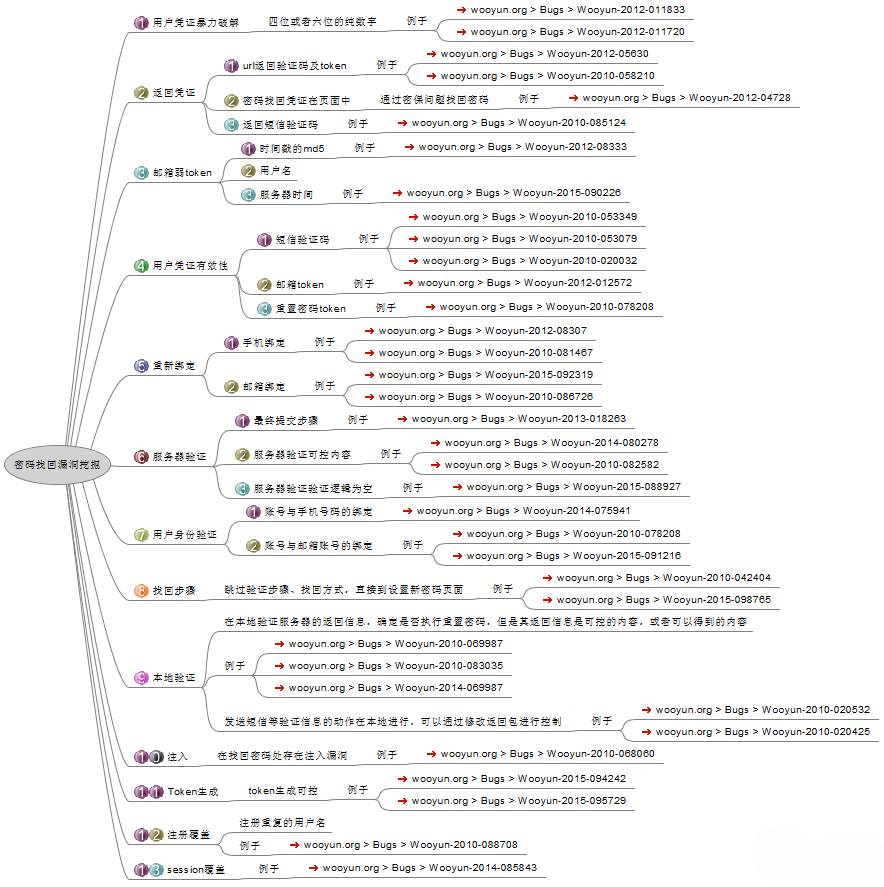 密码找回漏洞挖掘
1 用户凭证暴力破解 四位或者六位的纯数字 例子
wooyun.org > Bugs > Wooyun-2012-011833
wooyun.org > Bugs > Wooyun-2012-011720
2 返回凭证
1 url返回验证码及token 例子
wooyun.org > Bugs > Wooyun-2012-05630
wooyun.org > Bugs > Wooyun-2010-058210
2 密码找回凭证在页面中 通过密保问题找回密码 例子 wooyun.org > Bugs > Wooyun-2012-04728
3 返回短信验证码 例子 wooyun.org > Bugs > Wooyun-2010-085124
3 邮箱弱token
1 时间戳的md5 例子 wooyun.org > Bugs > Wooyun-2012-08333
2 用户名
3 服务器时间 例子 wooyun.org > Bugs > Wooyun-2015-090226
4 用户凭证有效性
1 短信验证码 例子
wooyun.org > Bugs > Wooyun-2010-053349
wooyun.org > Bugs > Wooyun-2010-053079
wooyun.org > Bugs > Wooyun-2010-020032
2 邮箱token 例子 wooyun.org > Bugs > Wooyun-2012-012572
3 重置密码token 例子 wooyun.org > Bugs > Wooyun-2010-078208
5 重新绑定
1 手机绑定 例子
wooyun.org > Bugs > Wooyun-2012-08307
wooyun.org > Bugs > Wooyun-2010-081467
2 邮箱绑定 例子
wooyun.org > Bugs > Wooyun-2015-092319
wooyun.org > Bugs > Wooyun-2010-086726
6 服务器验证
1 最终提交步骤 例子 wooyun.org > Bugs > Wooyun-2013-018263
2 服务器验证可控内容 例子
wooyun.org > Bugs > Wooyun-2014-080278
wooyun.org > Bugs > Wooyun-2010-082582
3 服务器验证验证逻辑为空 例子 wooyun.org > Bugs > Wooyun-2015-088927
7 用户身份验证
1 账号与手机号码的绑定 wooyun.org > Bugs > Wooyun-2014-075941
2 账号与邮箱账号的绑定 例子
wooyun.org > Bugs > Wooyun-2010-078208
wooyun.org > Bugs > Wooyun-2015-091216
8 找回步骤 跳过验证步骤、找回方式，直接到设置新密码页面 例子
wooyun.org > Bugs > Wooyun-2010-042404
wooyun.org > Bugs > Wooyun-2015-098765
9 本地验证
在本地验证服务器的返回信息，确定是否执行重置密码，但是其返回信息是可控的内容，或者可以得到的内容
例子
wooyun.org > Bugs > Wooyun-2010-069987
wooyun.org > Bugs > Wooyun-2010-083035
wooyun.org > Bugs > Wooyun-2014-069987
发送短信等验证信息的动作在本地进行，可以通过修改返回包进行控制 例子
wooyun.org > Bugs > Wooyun-2010-020532
wooyun.org > Bugs > Wooyun-2010-020425
10 注入 在找回密码处存在注入漏洞 例子 wooyun.org > Bugs > Wooyun-2010-068060
11 Token生成 token生成可控 例子
wooyun.org > Bugs > Wooyun-2015-094242
wooyun.org > Bugs > Wooyun-2015-095729
12 注册覆盖
注册重复的用户名
例子 wooyun.org > Bugs > Wooyun-2010-088708
13 session覆盖 例子 wooyun.org > Bugs > Wooyun-2014-085843